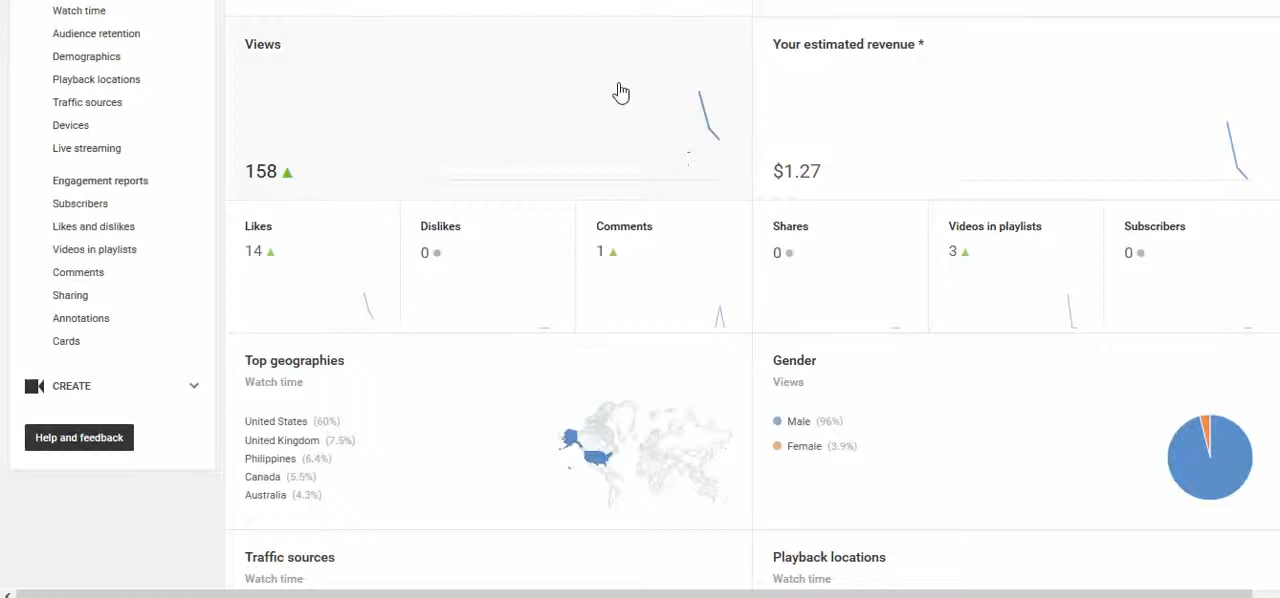 Watch time
Audience retention
Demographics
Playback locations
Traffic sources
Devices
Live streaming
Engagement reports
Subscribers
Likes and dislikes
Videos in playlists
Comments
Sharing
Annotations
Cards
CREATE
Help and feedback
Views
158
Your estimated revenue *
$1.27
Likes
14
Dislikes
0
Comments
1
Shares
0
Videos in playlists
3
Subscribers
0
Top geographies
Watch time
United States (60%)
United Kingdom (7.5%)
Philippines (6.4%)
Canada (5.5%)
Australia (4.3%)
Gender
Views
Male (96%)
Female (3.9%)
Traffic sources
Watch time
Playback locations
Watch time